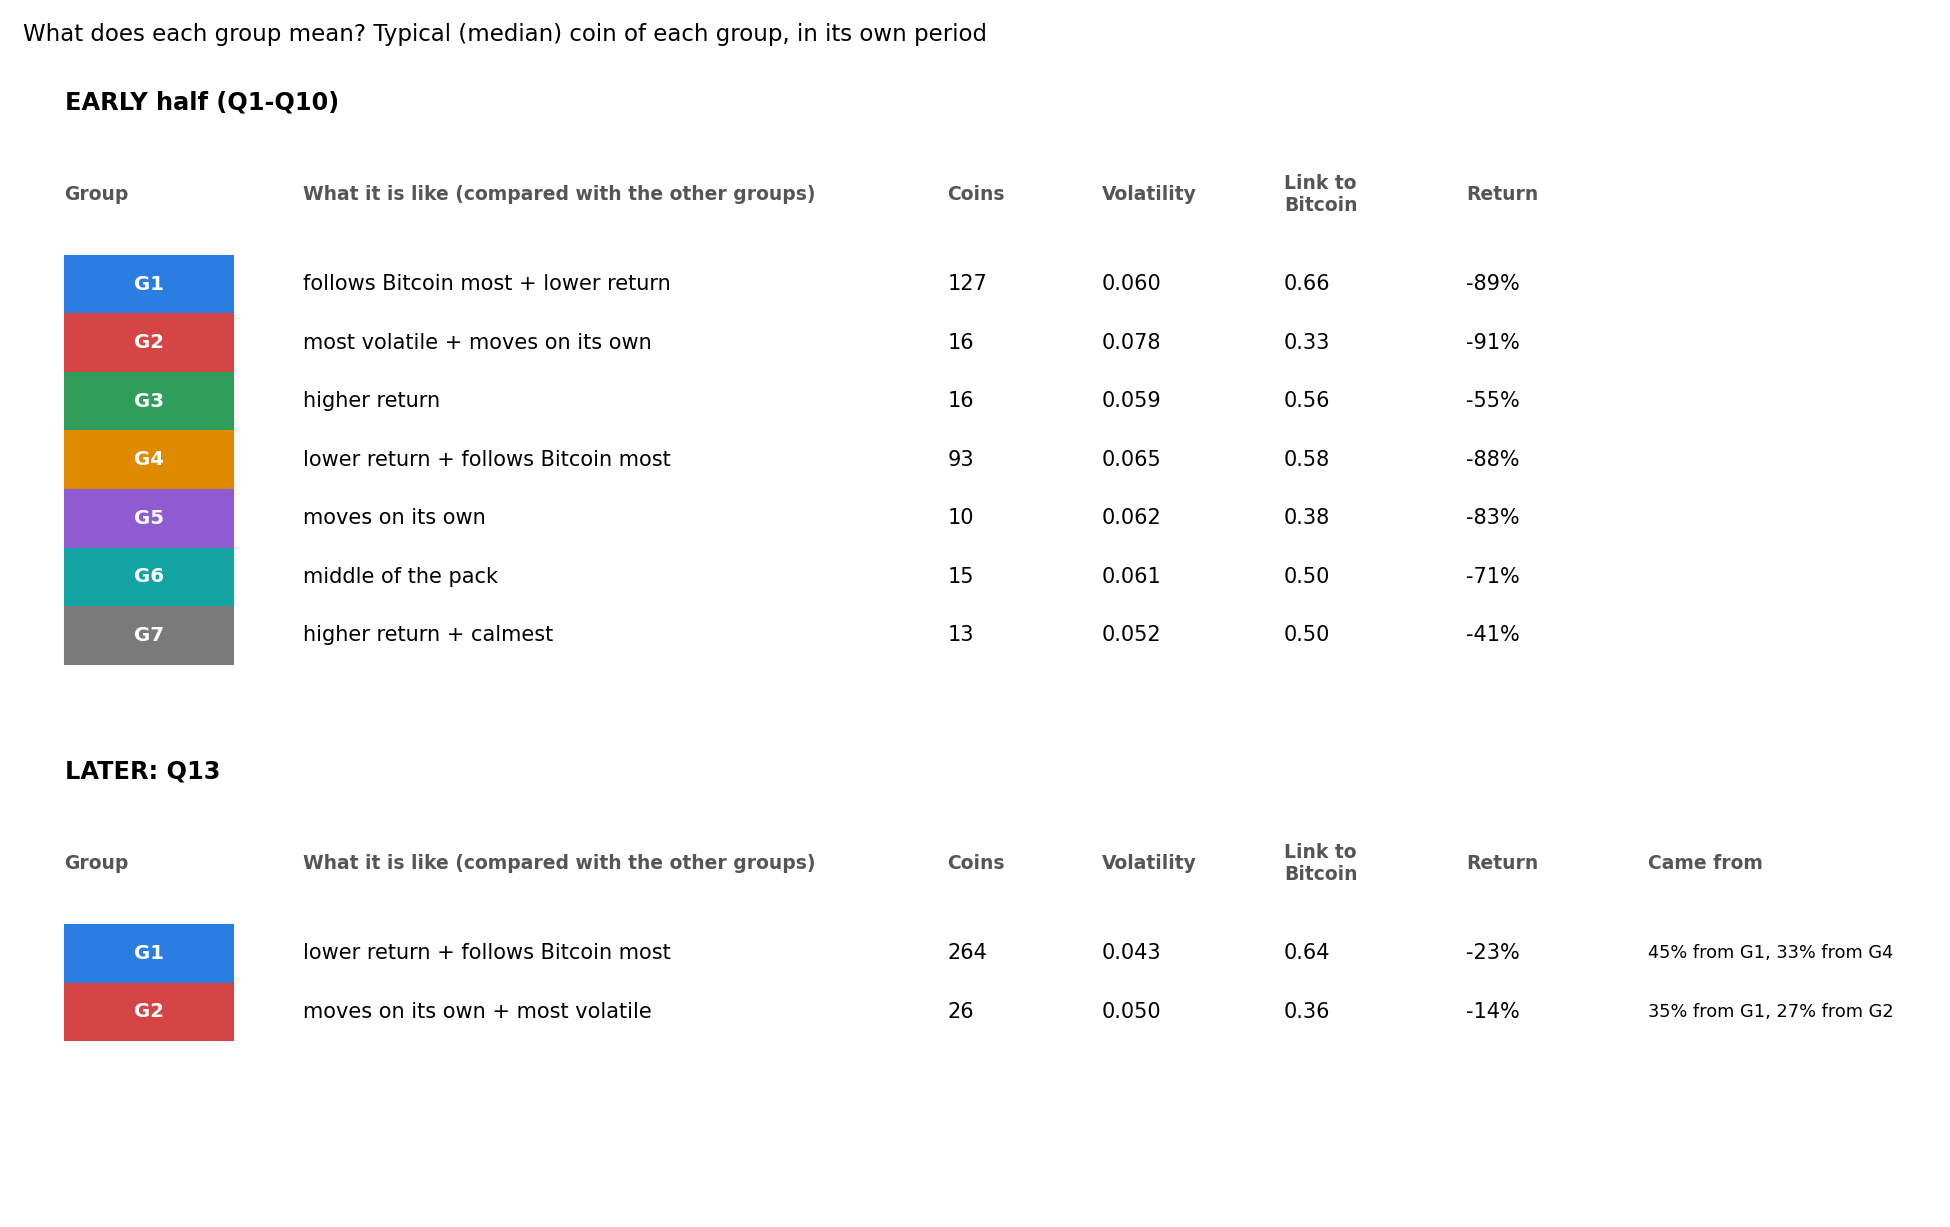 What does each group mean? Typical (median) coin of each group, in its own period
EARLY half (Q1-Q10)
Group What it is like (compared with the other groups) Coins Volatility Link to Bitcoin Return
G1 follows Bitcoin most + lower return 127 0.060 0.66 -89%
G2 most volatile + moves on its own 16 0.078 0.33 -91%
G3 higher return 16 0.059 0.56 -55%
G4 lower return + follows Bitcoin most 93 0.065 0.58 -88%
G5 moves on its own 10 0.062 0.38 -83%
G6 middle of the pack 15 0.061 0.50 -71%
G7 higher return + calmest 13 0.052 0.50 -41%
LATER: Q13
Group What it is like (compared with the other groups) Coins Volatility Link to Bitcoin Return Came from
G1 lower return + follows Bitcoin most 264 0.043 0.64 -23% 45% from G1, 33% from G4
G2 moves on its own + most volatile 26 0.050 0.36 -14% 35% from G1, 27% from G2